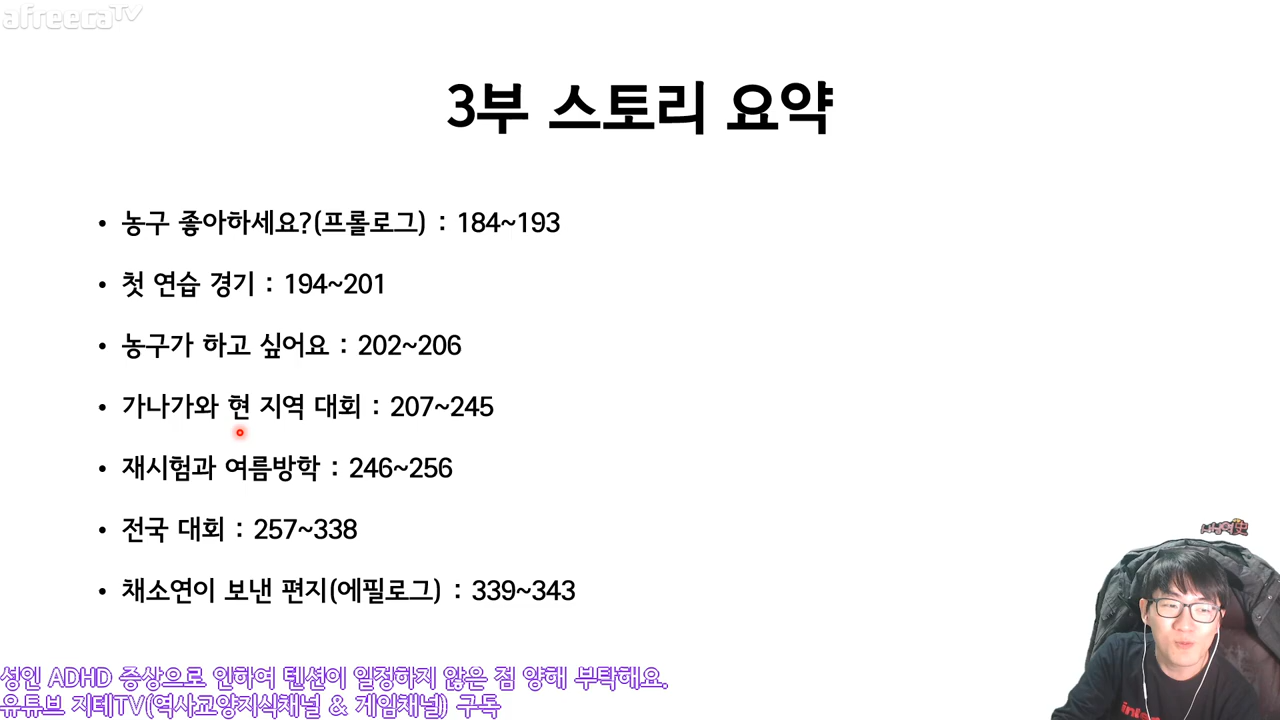 afreecaTV
3부 스토리 요약
• 농구 좋아하세요?(프롤로그) : 184~193
• 첫 연습 경기 : 194~201
• 농구가 하고 싶어요 : 202~206
• 가나가와 현 지역 대회 : 207~245
• 재시험과 여름방학 : 246~256
• 전국 대회 : 257~338
• 채소연이 보낸 편지(에필로그) : 339~343
성인 ADHD 증상으로 인하여 텐션이 일정하지 않은 점 양해 부탁해요.
유튜브 지테TV(역사교양지식채널 & 게임채널) 구독